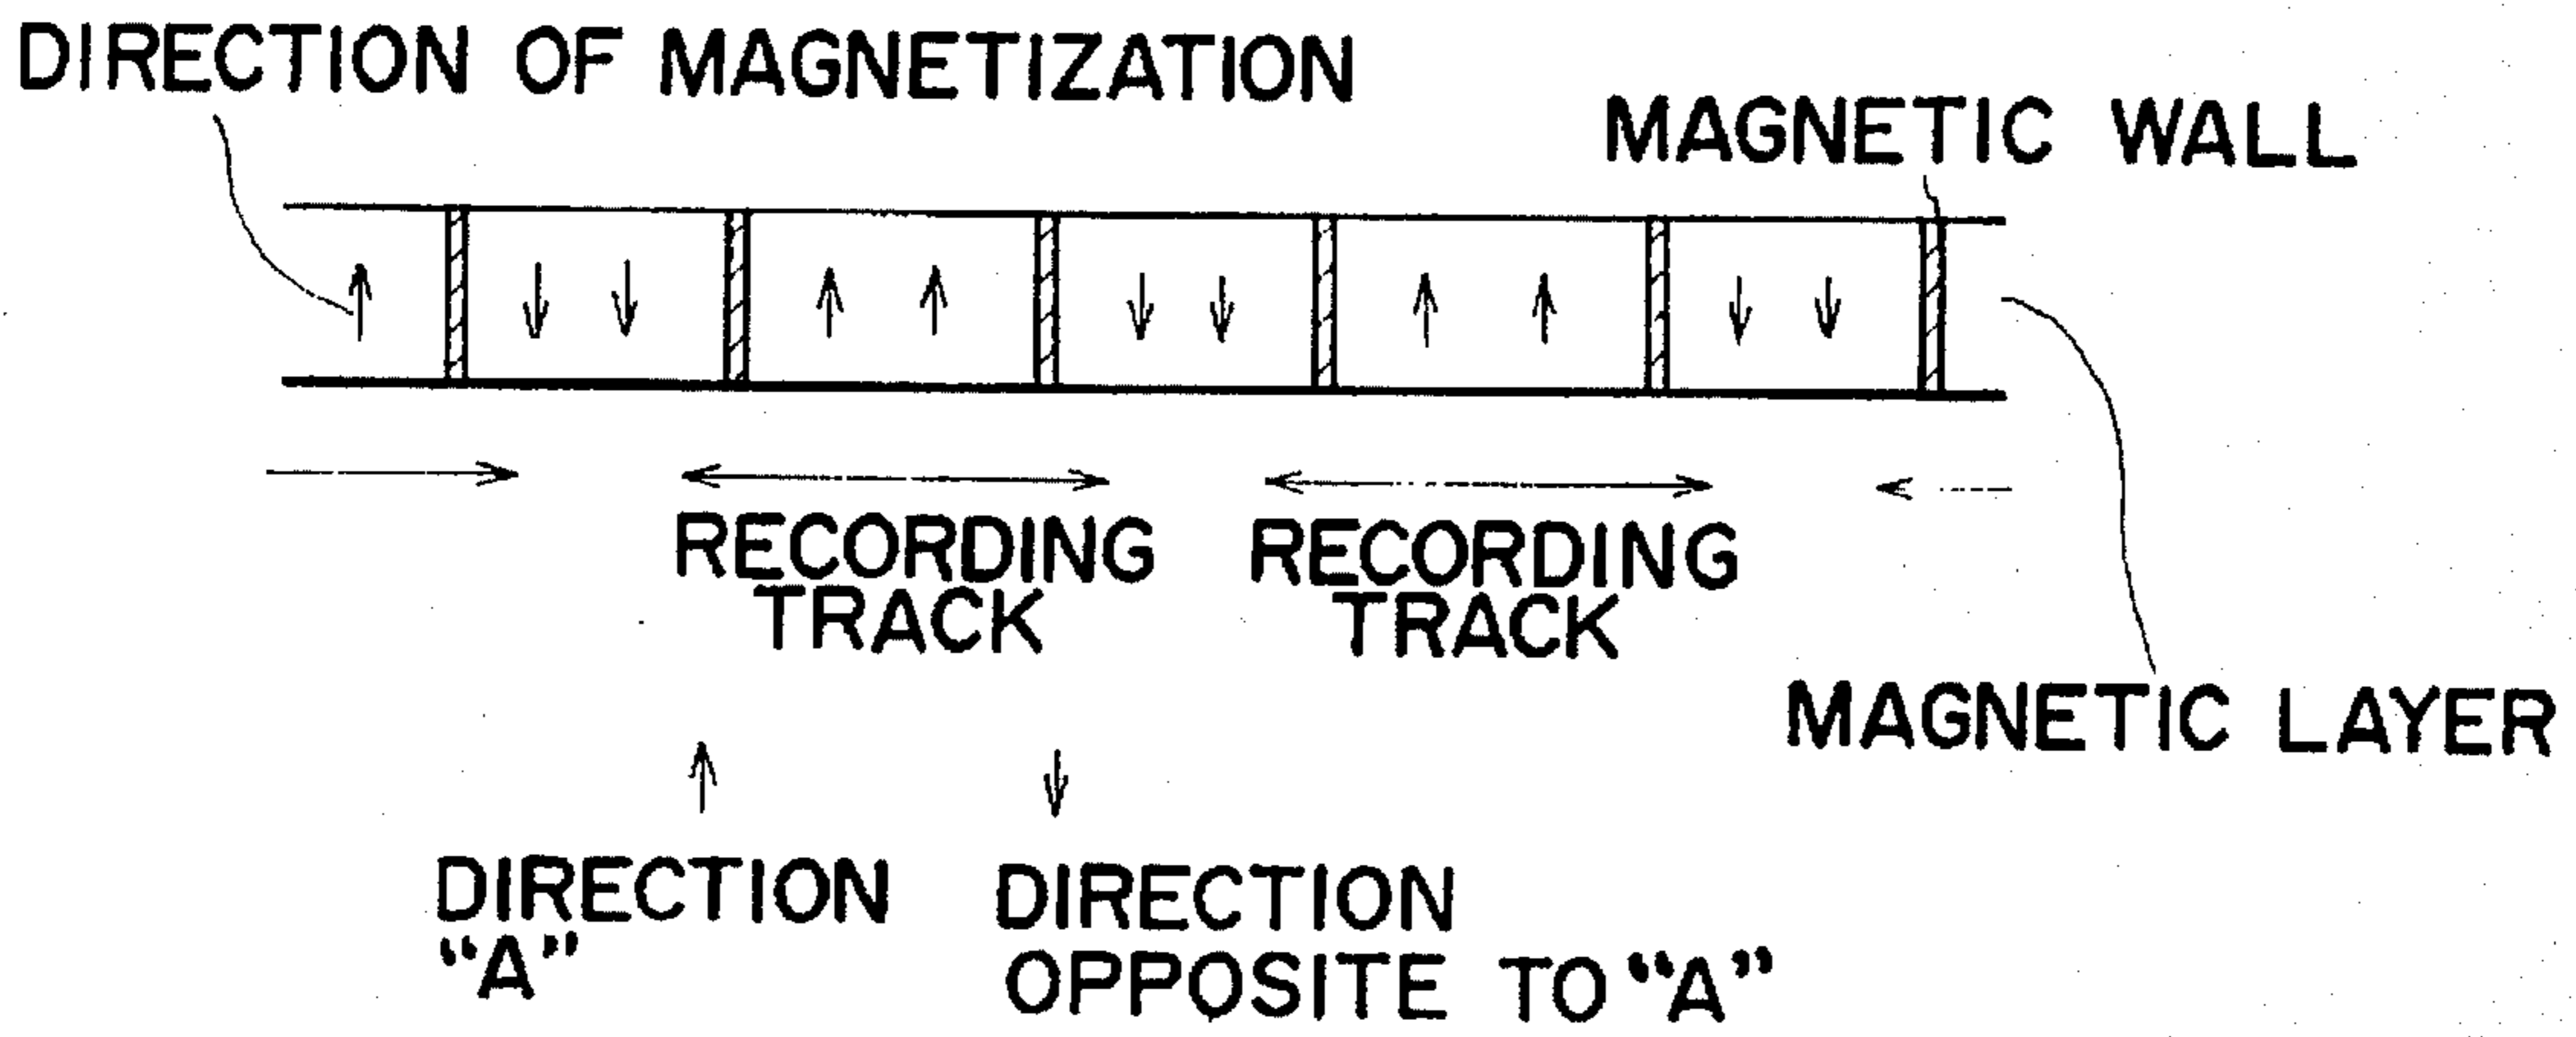 DIRECTION OF MAGNETIZATION
MAGNETIC WALL
RECORDING TRACK
RECORDING TRACK
MAGNETIC LAYER
DIRECTION "A"
DIRECTION OPPOSITE TO "A"